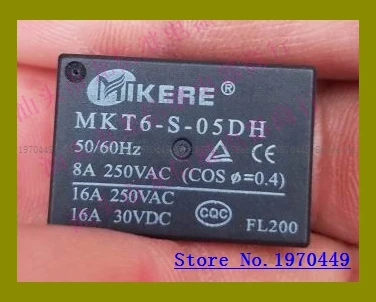 MIKERE®
MKT6-S-05DH
50/60Hz
CE
8A 250VAC (COS ø=0.4)
16A 250VAC
16A 30VDC
CQC
FL200
Store No.1970449